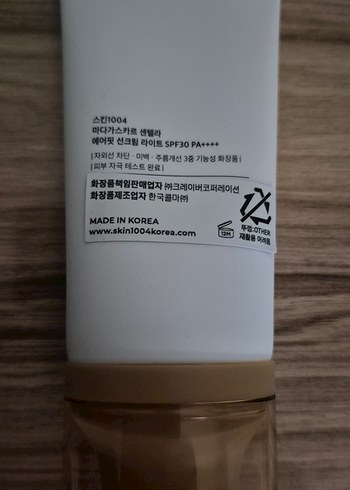 스킨1004
마다가스카르 센텔라
에어핏 선크림 라이트 SPF30 PA++++
| 자외선 차단 · 미백 · 주름개선 3중 기능성 화장품 |
| 피부 자극 테스트 완료 |
화장품책임판매업자 ㈜크레이버코퍼레이션
화장품제조업자 한국콜마㈜
MADE IN KOREA
www.skin1004korea.com
12M
뚜껑:OTHER
재활용 어려움